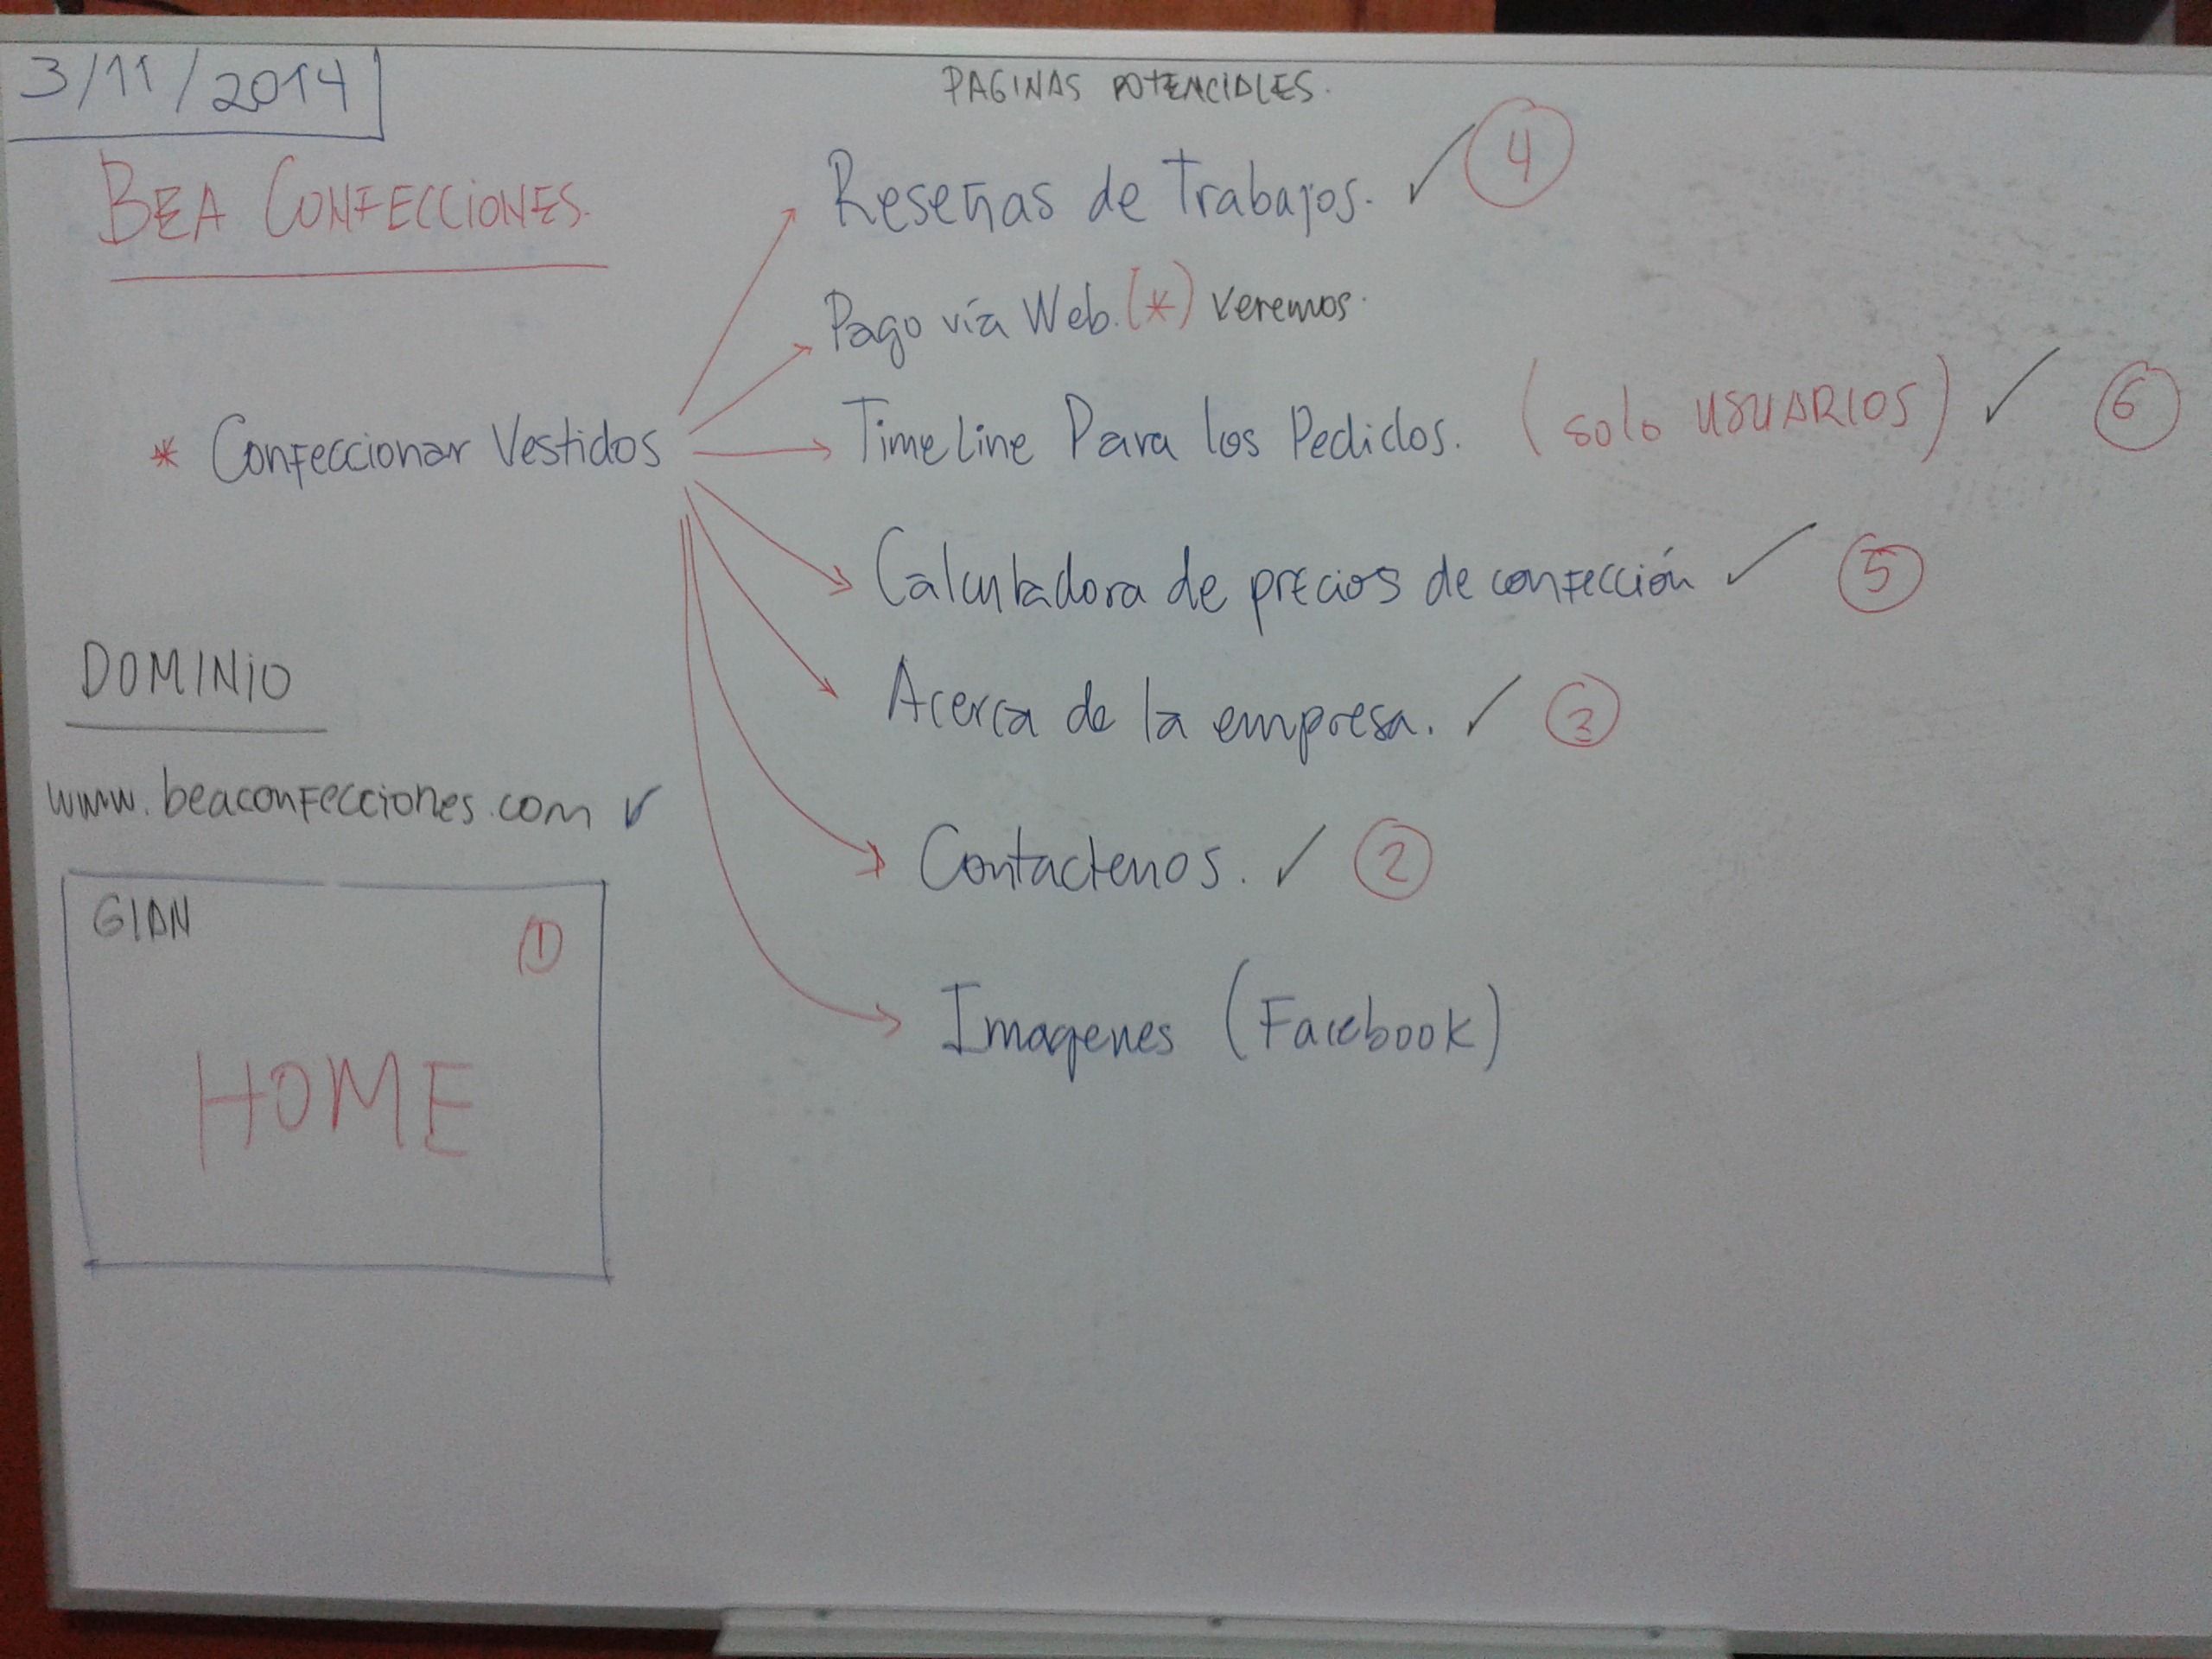 3/11/2014
PAGINAS POTENCIALES.
BEA CONFECCIONES.
* Confeccionar Vestidos
Reseñas de Trabajos. ✓ 4
Pago vía Web. (*) veremos.
TimeLine Para los Pedidos. (solo USUARIOS) ✓ 6
Calculadora de precios de confección ✓ 5
Acerca de la empresa. ✓ 3
Contactenos. ✓ 2
Imagenes (Facebook)
DOMINIO
www.beaconfecciones.com ✓
GIAN 1
HOME